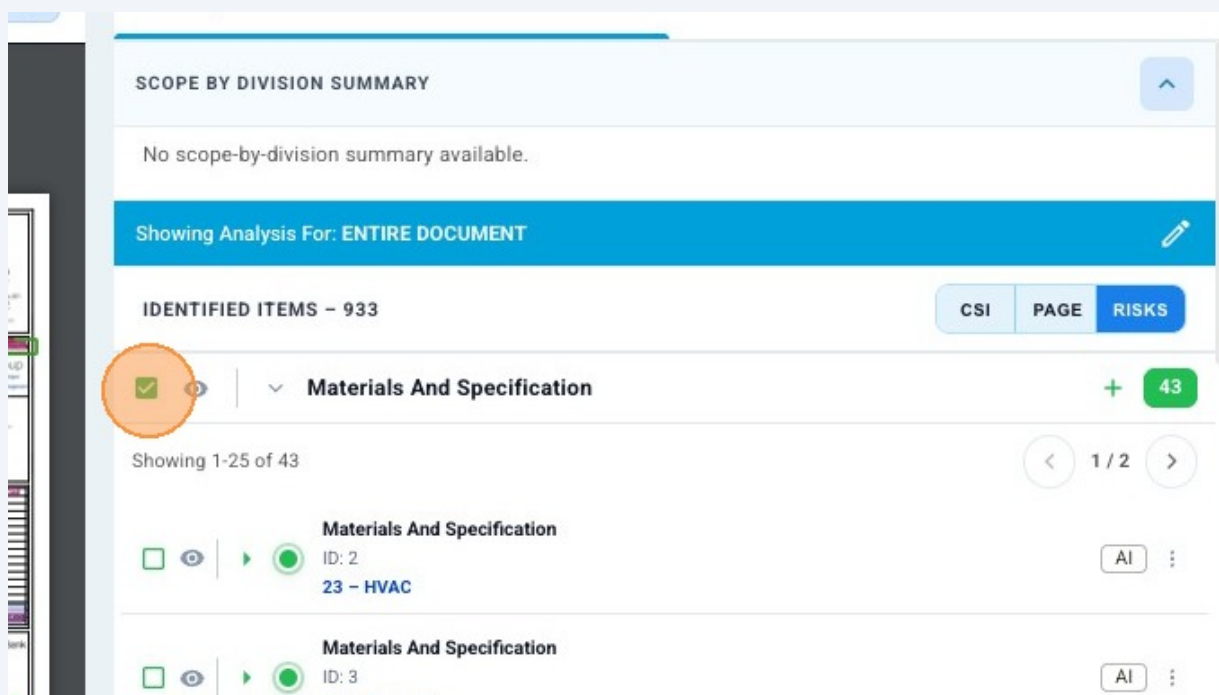 SCOPE BY DIVISION SUMMARY
No scope-by-division summary available.
Showing Analysis For: ENTIRE DOCUMENT
IDENTIFIED ITEMS – 933
CSI PAGE RISKS
Materials And Specification + 43
Showing 1-25 of 43
1 / 2
Materials And Specification
ID: 2 AI
23 – HVAC
Materials And Specification
ID: 3 AI